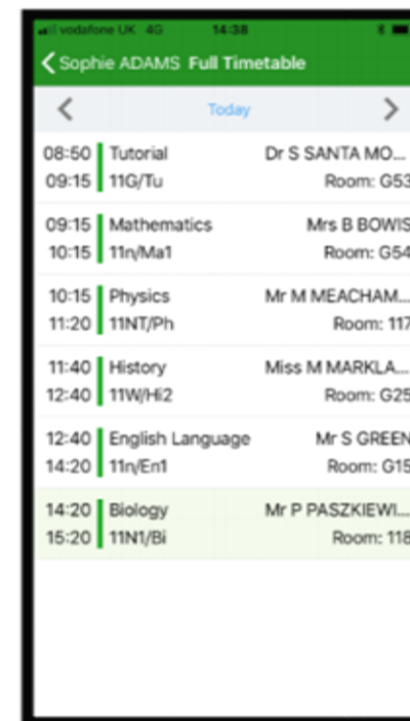 vodafone UK 4G 14:38
Sophie ADAMS Full Timetable
Today
08:50 Tutorial Dr S SANTA MO...
09:15 11G/Tu Room: G53
09:15 Mathematics Mrs B BOWIS
10:15 11n/Ma1 Room: G54
10:15 Physics Mr M MEACHAM...
11:20 11NT/Ph Room: 117
11:40 History Miss M MARKLA...
12:40 11W/Hi2 Room: G25
12:40 English Language Mr S GREEN
14:20 11n/En1 Room: G15
14:20 Biology Mr P PASZKIEWI...
15:20 11N1/Bi Room: 118